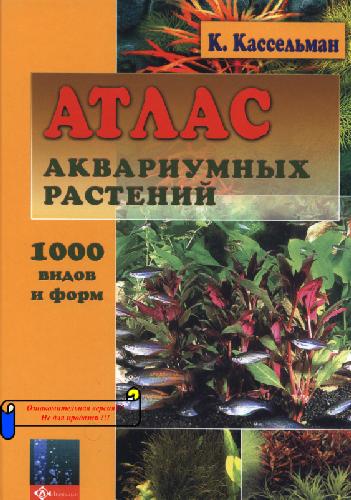 К. Кассельман
АТЛАС
АКВАРИУМНЫХ
РАСТЕНИЙ
1000
видов
и форм
Ознакомительная версия
Не для продажи !!!